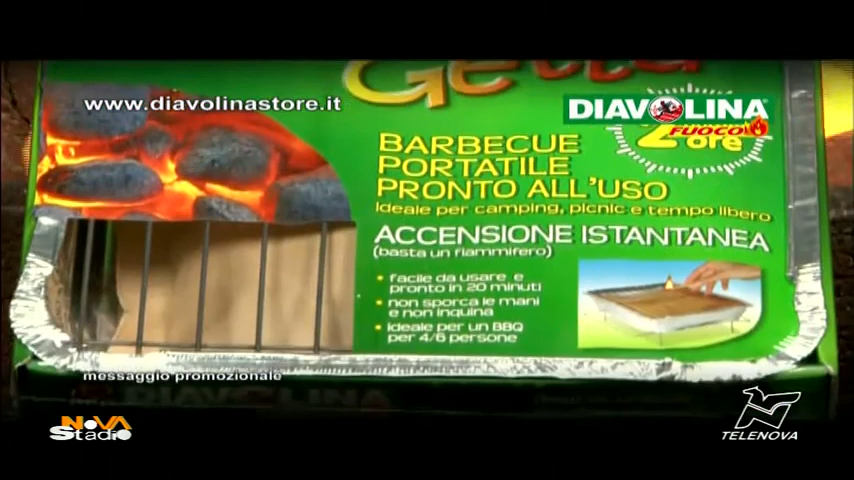 Getta
www.diavolinastore.it
DIAVOLINA
FUOCO
2 ore
BARBECUE
PORTATILE
PRONTO ALL'USO
Ideale per camping, picnic e tempo libero
ACCENSIONE ISTANTANEA
(basta un fiammifero)
facile da usare e
pronto in 20 minuti
non sporca le mani
e non inquina
ideale per un BBQ
per 4/6 persone
messaggio promozionale
DIAVOLINA
NOVA
Stadio
TELENOVA